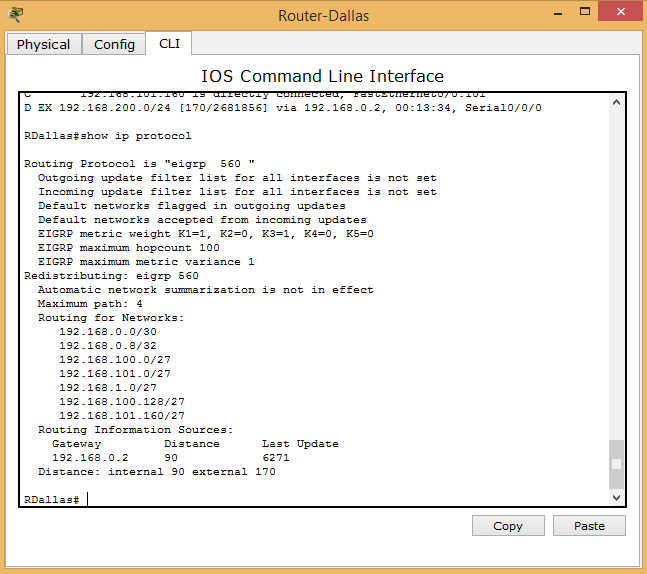 Router-Dallas
Physical Config CLI
IOS Command Line Interface
C 192.168.101.160 is directly connected, FastEthernet0/0.101
D EX 192.168.200.0/24 [170/2681856] via 192.168.0.2, 00:13:34, Serial0/0/0
RDallas#show ip protocol
Routing Protocol is "eigrp  560 "
Outgoing update filter list for all interfaces is not set
Incoming update filter list for all interfaces is not set
Default networks flagged in outgoing updates
Default networks accepted from incoming updates
EIGRP metric weight K1=1, K2=0, K3=1, K4=0, K5=0
EIGRP maximum hopcount 100
EIGRP maximum metric variance 1
Redistributing: eigrp 560
Automatic network summarization is not in effect
Maximum path: 4
Routing for Networks:
192.168.0.0/30
192.168.0.8/32
192.168.100.0/27
192.168.101.0/27
192.168.1.0/27
192.168.100.128/27
192.168.101.160/27
Routing Information Sources:
Gateway Distance Last Update
192.168.0.2 90 6271
Distance: internal 90 external 170
RDallas#
Copy Paste